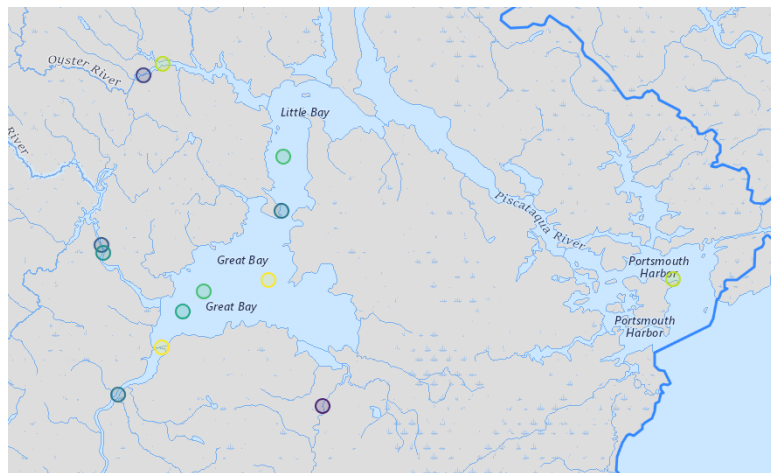 Oyster River
Little Bay
River
Piscataqua River
Great Bay
Portsmouth
Harbor
Great Bay
Portsmouth
Harbor